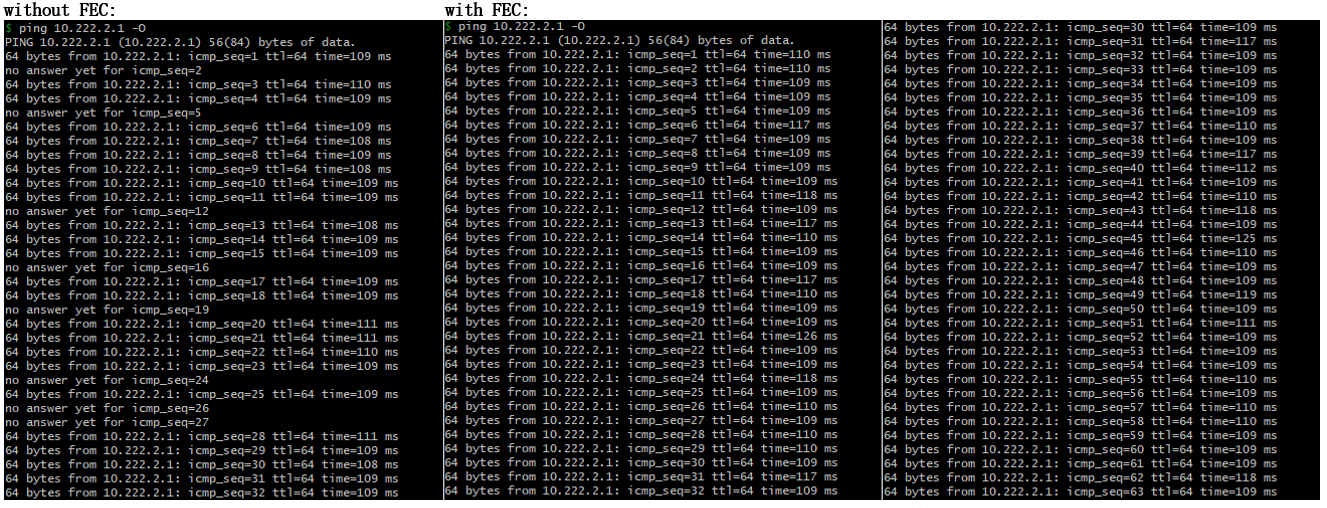 without FEC:
$ ping 10.222.2.1 -O
PING 10.222.2.1 (10.222.2.1) 56(84) bytes of data.
64 bytes from 10.222.2.1: icmp_seq=1 ttl=64 time=109 ms
no answer yet for icmp_seq=2
64 bytes from 10.222.2.1: icmp_seq=3 ttl=64 time=110 ms
64 bytes from 10.222.2.1: icmp_seq=4 ttl=64 time=109 ms
no answer yet for icmp_seq=5
64 bytes from 10.222.2.1: icmp_seq=6 ttl=64 time=109 ms
64 bytes from 10.222.2.1: icmp_seq=7 ttl=64 time=108 ms
64 bytes from 10.222.2.1: icmp_seq=8 ttl=64 time=109 ms
64 bytes from 10.222.2.1: icmp_seq=9 ttl=64 time=108 ms
64 bytes from 10.222.2.1: icmp_seq=10 ttl=64 time=109 ms
64 bytes from 10.222.2.1: icmp_seq=11 ttl=64 time=109 ms
no answer yet for icmp_seq=12
64 bytes from 10.222.2.1: icmp_seq=13 ttl=64 time=108 ms
64 bytes from 10.222.2.1: icmp_seq=14 ttl=64 time=109 ms
64 bytes from 10.222.2.1: icmp_seq=15 ttl=64 time=109 ms
no answer yet for icmp_seq=16
64 bytes from 10.222.2.1: icmp_seq=17 ttl=64 time=109 ms
64 bytes from 10.222.2.1: icmp_seq=18 ttl=64 time=109 ms
no answer yet for icmp_seq=19
64 bytes from 10.222.2.1: icmp_seq=20 ttl=64 time=111 ms
64 bytes from 10.222.2.1: icmp_seq=21 ttl=64 time=111 ms
64 bytes from 10.222.2.1: icmp_seq=22 ttl=64 time=110 ms
64 bytes from 10.222.2.1: icmp_seq=23 ttl=64 time=109 ms
no answer yet for icmp_seq=24
64 bytes from 10.222.2.1: icmp_seq=25 ttl=64 time=109 ms
no answer yet for icmp_seq=26
no answer yet for icmp_seq=27
64 bytes from 10.222.2.1: icmp_seq=28 ttl=64 time=111 ms
64 bytes from 10.222.2.1: icmp_seq=29 ttl=64 time=109 ms
64 bytes from 10.222.2.1: icmp_seq=30 ttl=64 time=108 ms
64 bytes from 10.222.2.1: icmp_seq=31 ttl=64 time=109 ms
64 bytes from 10.222.2.1: icmp_seq=32 ttl=64 time=109 ms
with FEC:
$ ping 10.222.2.1 -O
PING 10.222.2.1 (10.222.2.1) 56(84) bytes of data.
64 bytes from 10.222.2.1: icmp_seq=1 ttl=64 time=110 ms
64 bytes from 10.222.2.1: icmp_seq=2 ttl=64 time=110 ms
64 bytes from 10.222.2.1: icmp_seq=3 ttl=64 time=109 ms
64 bytes from 10.222.2.1: icmp_seq=4 ttl=64 time=109 ms
64 bytes from 10.222.2.1: icmp_seq=5 ttl=64 time=109 ms
64 bytes from 10.222.2.1: icmp_seq=6 ttl=64 time=117 ms
64 bytes from 10.222.2.1: icmp_seq=7 ttl=64 time=109 ms
64 bytes from 10.222.2.1: icmp_seq=8 ttl=64 time=109 ms
64 bytes from 10.222.2.1: icmp_seq=9 ttl=64 time=109 ms
64 bytes from 10.222.2.1: icmp_seq=10 ttl=64 time=109 ms
64 bytes from 10.222.2.1: icmp_seq=11 ttl=64 time=118 ms
64 bytes from 10.222.2.1: icmp_seq=12 ttl=64 time=109 ms
64 bytes from 10.222.2.1: icmp_seq=13 ttl=64 time=117 ms
64 bytes from 10.222.2.1: icmp_seq=14 ttl=64 time=110 ms
64 bytes from 10.222.2.1: icmp_seq=15 ttl=64 time=109 ms
64 bytes from 10.222.2.1: icmp_seq=16 ttl=64 time=109 ms
64 bytes from 10.222.2.1: icmp_seq=17 ttl=64 time=117 ms
64 bytes from 10.222.2.1: icmp_seq=18 ttl=64 time=110 ms
64 bytes from 10.222.2.1: icmp_seq=19 ttl=64 time=109 ms
64 bytes from 10.222.2.1: icmp_seq=20 ttl=64 time=109 ms
64 bytes from 10.222.2.1: icmp_seq=21 ttl=64 time=126 ms
64 bytes from 10.222.2.1: icmp_seq=22 ttl=64 time=109 ms
64 bytes from 10.222.2.1: icmp_seq=23 ttl=64 time=109 ms
64 bytes from 10.222.2.1: icmp_seq=24 ttl=64 time=118 ms
64 bytes from 10.222.2.1: icmp_seq=25 ttl=64 time=109 ms
64 bytes from 10.222.2.1: icmp_seq=26 ttl=64 time=110 ms
64 bytes from 10.222.2.1: icmp_seq=27 ttl=64 time=109 ms
64 bytes from 10.222.2.1: icmp_seq=28 ttl=64 time=110 ms
64 bytes from 10.222.2.1: icmp_seq=29 ttl=64 time=110 ms
64 bytes from 10.222.2.1: icmp_seq=30 ttl=64 time=109 ms
64 bytes from 10.222.2.1: icmp_seq=31 ttl=64 time=117 ms
64 bytes from 10.222.2.1: icmp_seq=32 ttl=64 time=109 ms
64 bytes from 10.222.2.1: icmp_seq=30 ttl=64 time=109 ms
64 bytes from 10.222.2.1: icmp_seq=31 ttl=64 time=117 ms
64 bytes from 10.222.2.1: icmp_seq=32 ttl=64 time=109 ms
64 bytes from 10.222.2.1: icmp_seq=33 ttl=64 time=109 ms
64 bytes from 10.222.2.1: icmp_seq=34 ttl=64 time=109 ms
64 bytes from 10.222.2.1: icmp_seq=35 ttl=64 time=109 ms
64 bytes from 10.222.2.1: icmp_seq=36 ttl=64 time=109 ms
64 bytes from 10.222.2.1: icmp_seq=37 ttl=64 time=110 ms
64 bytes from 10.222.2.1: icmp_seq=38 ttl=64 time=109 ms
64 bytes from 10.222.2.1: icmp_seq=39 ttl=64 time=117 ms
64 bytes from 10.222.2.1: icmp_seq=40 ttl=64 time=112 ms
64 bytes from 10.222.2.1: icmp_seq=41 ttl=64 time=109 ms
64 bytes from 10.222.2.1: icmp_seq=42 ttl=64 time=110 ms
64 bytes from 10.222.2.1: icmp_seq=43 ttl=64 time=118 ms
64 bytes from 10.222.2.1: icmp_seq=44 ttl=64 time=109 ms
64 bytes from 10.222.2.1: icmp_seq=45 ttl=64 time=125 ms
64 bytes from 10.222.2.1: icmp_seq=46 ttl=64 time=110 ms
64 bytes from 10.222.2.1: icmp_seq=47 ttl=64 time=109 ms
64 bytes from 10.222.2.1: icmp_seq=48 ttl=64 time=109 ms
64 bytes from 10.222.2.1: icmp_seq=49 ttl=64 time=119 ms
64 bytes from 10.222.2.1: icmp_seq=50 ttl=64 time=109 ms
64 bytes from 10.222.2.1: icmp_seq=51 ttl=64 time=111 ms
64 bytes from 10.222.2.1: icmp_seq=52 ttl=64 time=109 ms
64 bytes from 10.222.2.1: icmp_seq=53 ttl=64 time=109 ms
64 bytes from 10.222.2.1: icmp_seq=54 ttl=64 time=109 ms
64 bytes from 10.222.2.1: icmp_seq=55 ttl=64 time=110 ms
64 bytes from 10.222.2.1: icmp_seq=56 ttl=64 time=109 ms
64 bytes from 10.222.2.1: icmp_seq=57 ttl=64 time=110 ms
64 bytes from 10.222.2.1: icmp_seq=58 ttl=64 time=110 ms
64 bytes from 10.222.2.1: icmp_seq=59 ttl=64 time=109 ms
64 bytes from 10.222.2.1: icmp_seq=60 ttl=64 time=109 ms
64 bytes from 10.222.2.1: icmp_seq=61 ttl=64 time=109 ms
64 bytes from 10.222.2.1: icmp_seq=62 ttl=64 time=118 ms
64 bytes from 10.222.2.1: icmp_seq=63 ttl=64 time=109 ms